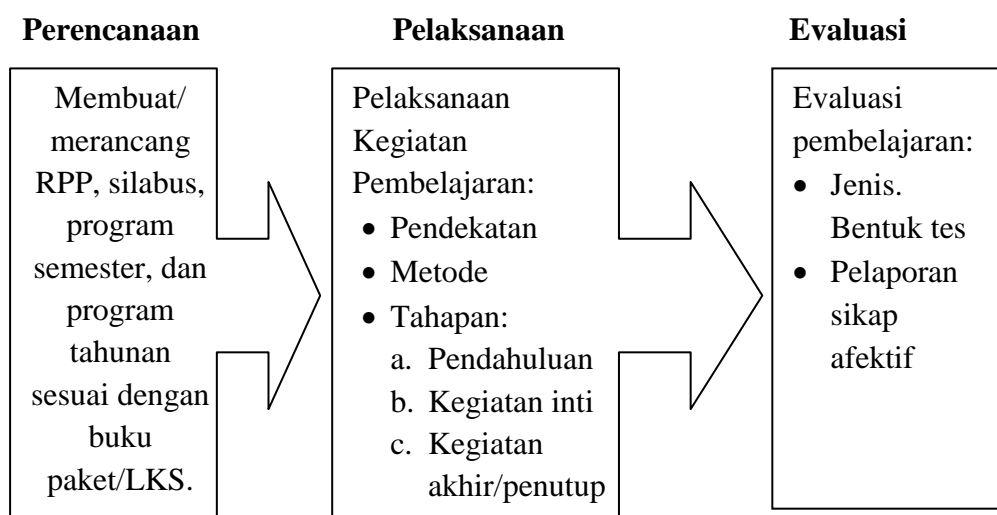 Perencanaan
Membuat/
merancang
RPP, silabus,
program
semester, dan
program
tahunan
sesuai dengan
buku
paket/LKS.
Pelaksanaan
Pelaksanaan
Kegiatan
Pembelajaran:
• Pendekatan
• Metode
• Tahapan:
a. Pendahuluan
b. Kegiatan inti
c. Kegiatan
akhir/penutup
Evaluasi
Evaluasi
pembelajaran:
• Jenis.
Bentuk tes
• Pelaporan
sikap
afektif